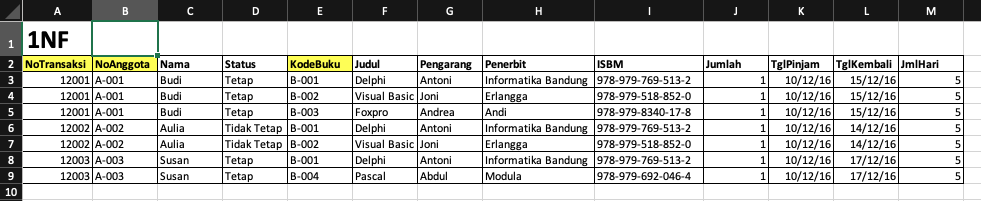 A B C D E F G H I J K L M
1 1NF
2 NoTransaksi NoAnggota Nama Status KodeBuku Judul Pengarang Penerbit ISBM Jumlah TglPinjam TglKembali JmlHari
3 12001 A-001 Budi Tetap B-001 Delphi Antoni Informatika Bandung 978-979-769-513-2 1 10/12/16 15/12/16 5
4 12001 A-001 Budi Tetap B-002 Visual Basic Joni Erlangga 978-979-518-852-0 1 10/12/16 15/12/16 5
5 12001 A-001 Budi Tetap B-003 Foxpro Andrea Andi 978-979-8340-17-8 1 10/12/16 15/12/16 5
6 12002 A-002 Aulia Tidak Tetap B-001 Delphi Antoni Informatika Bandung 978-979-769-513-2 1 10/12/16 14/12/16 5
7 12002 A-002 Aulia Tidak Tetap B-002 Visual Basic Joni Erlangga 978-979-518-852-0 1 10/12/16 14/12/16 5
8 12003 A-003 Susan Tetap B-001 Delphi Antoni Informatika Bandung 978-979-769-513-2 1 10/12/16 17/12/16 5
9 12003 A-003 Susan Tetap B-004 Pascal Abdul Modula 978-979-692-046-4 1 10/12/16 17/12/16 5
10